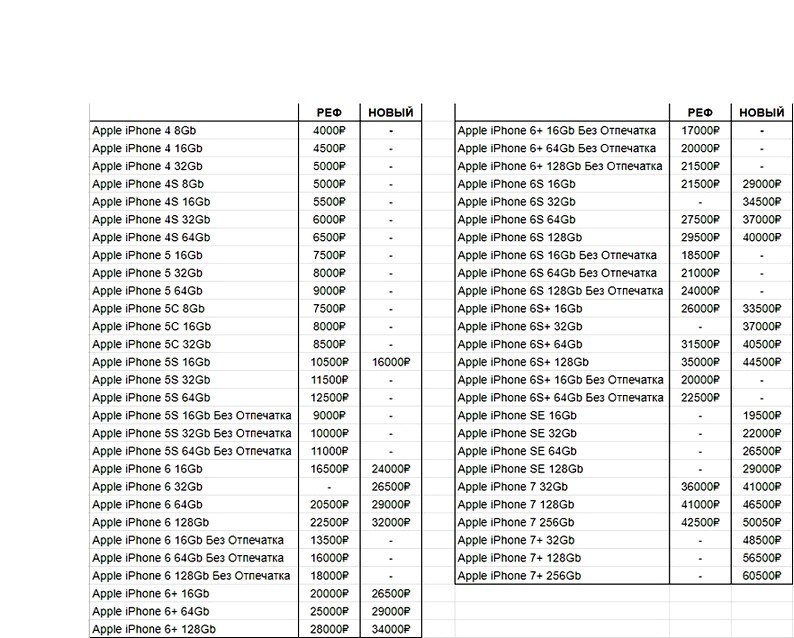 РЕФ НОВЫЙ
Apple iPhone 4 8Gb 4000₽ -
Apple iPhone 4 16Gb 4500₽ -
Apple iPhone 4 32Gb 5000₽ -
Apple iPhone 4S 8Gb 5000₽ -
Apple iPhone 4S 16Gb 5500₽ -
Apple iPhone 4S 32Gb 6000₽ -
Apple iPhone 4S 64Gb 6500₽ -
Apple iPhone 5 16Gb 7500₽ -
Apple iPhone 5 32Gb 8000₽ -
Apple iPhone 5 64Gb 9000₽ -
Apple iPhone 5C 8Gb 7500₽ -
Apple iPhone 5C 16Gb 8000₽ -
Apple iPhone 5C 32Gb 8500₽ -
Apple iPhone 5S 16Gb 10500₽ 16000₽
Apple iPhone 5S 32Gb 11500₽ -
Apple iPhone 5S 64Gb 12500₽ -
Apple iPhone 5S 16Gb Без Отпечатка 9000₽ -
Apple iPhone 5S 32Gb Без Отпечатка 10000₽ -
Apple iPhone 5S 64Gb Без Отпечатка 11000₽ -
Apple iPhone 6 16Gb 16500₽ 24000₽
Apple iPhone 6 32Gb - 26500₽
Apple iPhone 6 64Gb 20500₽ 29000₽
Apple iPhone 6 128Gb 22500₽ 32000₽
Apple iPhone 6 16Gb Без Отпечатка 13500₽ -
Apple iPhone 6 64Gb Без Отпечатка 16000₽ -
Apple iPhone 6 128Gb Без Отпечатка 18000₽ -
Apple iPhone 6+ 16Gb 20000₽ 26500₽
Apple iPhone 6+ 64Gb 25000₽ 29000₽
Apple iPhone 6+ 128Gb 28000₽ 34000₽
РЕФ НОВЫЙ
Apple iPhone 6+ 16Gb Без Отпечатка 17000₽ -
Apple iPhone 6+ 64Gb Без Отпечатка 20000₽ -
Apple iPhone 6+ 128Gb Без Отпечатка 21500₽ -
Apple iPhone 6S 16Gb 21500₽ 29000₽
Apple iPhone 6S 32Gb - 34500₽
Apple iPhone 6S 64Gb 27500₽ 37000₽
Apple iPhone 6S 128Gb 29500₽ 40000₽
Apple iPhone 6S 16Gb Без Отпечатка 18500₽ -
Apple iPhone 6S 64Gb Без Отпечатка 21000₽ -
Apple iPhone 6S 128Gb Без Отпечатка 24000₽ -
Apple iPhone 6S+ 16Gb 26000₽ 33500₽
Apple iPhone 6S+ 32Gb - 37000₽
Apple iPhone 6S+ 64Gb 31500₽ 40500₽
Apple iPhone 6S+ 128Gb 35000₽ 44500₽
Apple iPhone 6S+ 16Gb Без Отпечатка 20000₽ -
Apple iPhone 6S+ 64Gb Без Отпечатка 22500₽ -
Apple iPhone SE 16Gb - 19500₽
Apple iPhone SE 32Gb - 22000₽
Apple iPhone SE 64Gb - 26500₽
Apple iPhone SE 128Gb - 29000₽
Apple iPhone 7 32Gb 36000₽ 41000₽
Apple iPhone 7 128Gb 41000₽ 46500₽
Apple iPhone 7 256Gb 42500₽ 50050₽
Apple iPhone 7+ 32Gb - 48500₽
Apple iPhone 7+ 128Gb - 56500₽
Apple iPhone 7+ 256Gb - 60500₽